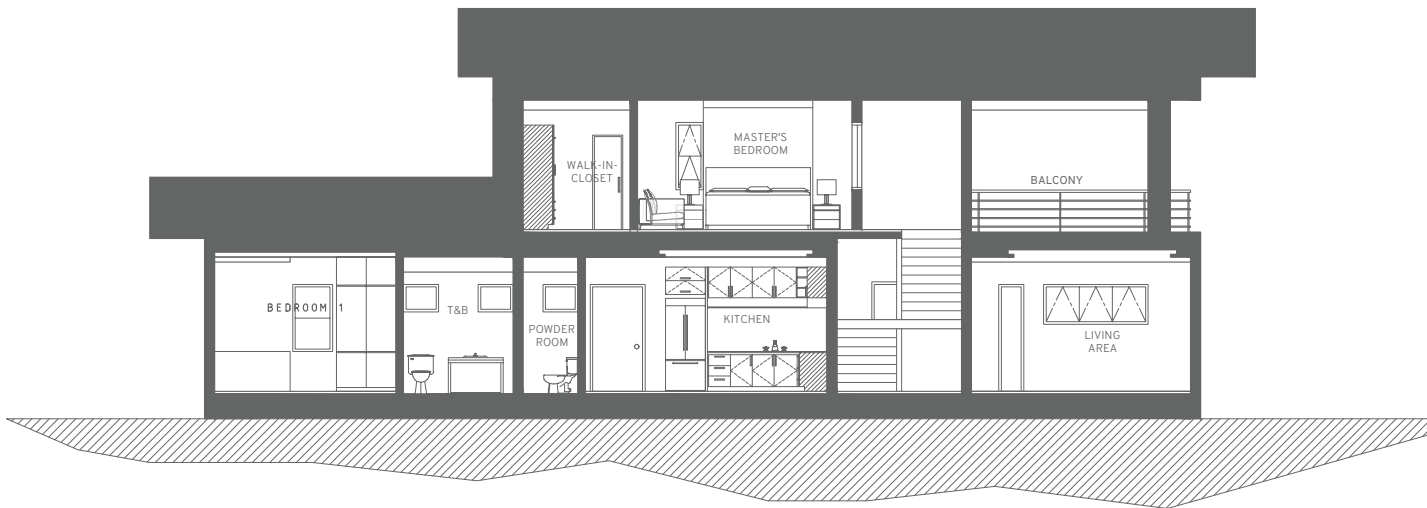 WALK-IN-
CLOSET
MASTER'S
BEDROOM
BALCONY
BEDROOM 1
T&B
POWDER
ROOM
KITCHEN
LIVING
AREA